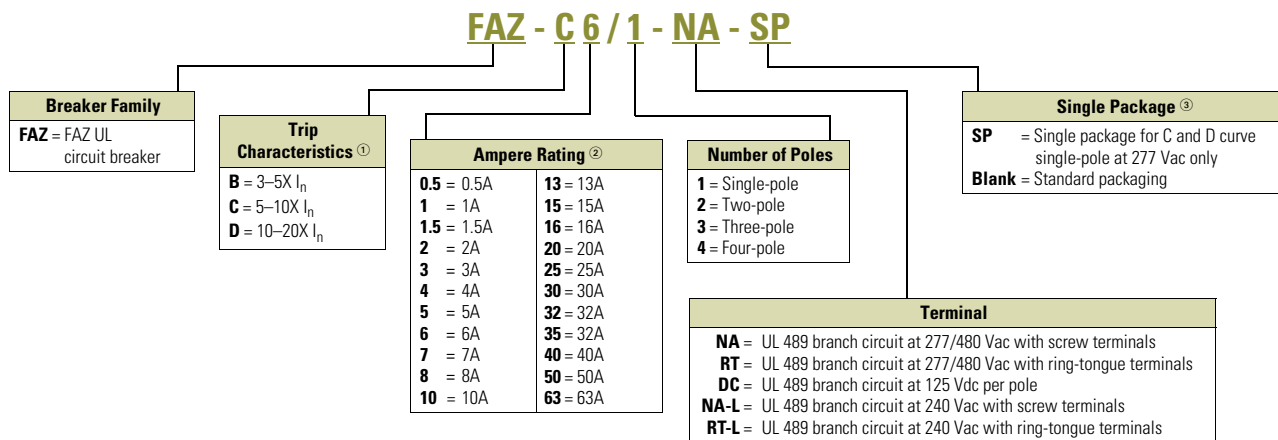 FAZ - C 6 / 1 - NA - SP
Breaker Family
FAZ = FAZ UL
circuit breaker
Trip
Characteristics ①
B = 3–5X In
C = 5–10X In
D = 10–20X In
Ampere Rating ②
0.5 = 0.5A
1 = 1A
1.5 = 1.5A
2 = 2A
3 = 3A
4 = 4A
5 = 5A
6 = 6A
7 = 7A
8 = 8A
10 = 10A
13 = 13A
15 = 15A
16 = 16A
20 = 20A
25 = 25A
30 = 30A
32 = 32A
35 = 32A
40 = 40A
50 = 50A
63 = 63A
Number of Poles
1 = Single-pole
2 = Two-pole
3 = Three-pole
4 = Four-pole
Single Package ③
SP = Single package for C and D curve
single-pole at 277 Vac only
Blank = Standard packaging
Terminal
NA = UL 489 branch circuit at 277/480 Vac with screw terminals
RT = UL 489 branch circuit at 277/480 Vac with ring-tongue terminals
DC = UL 489 branch circuit at 125 Vdc per pole
NA-L = UL 489 branch circuit at 240 Vac with screw terminals
RT-L = UL 489 branch circuit at 240 Vac with ring-tongue terminals